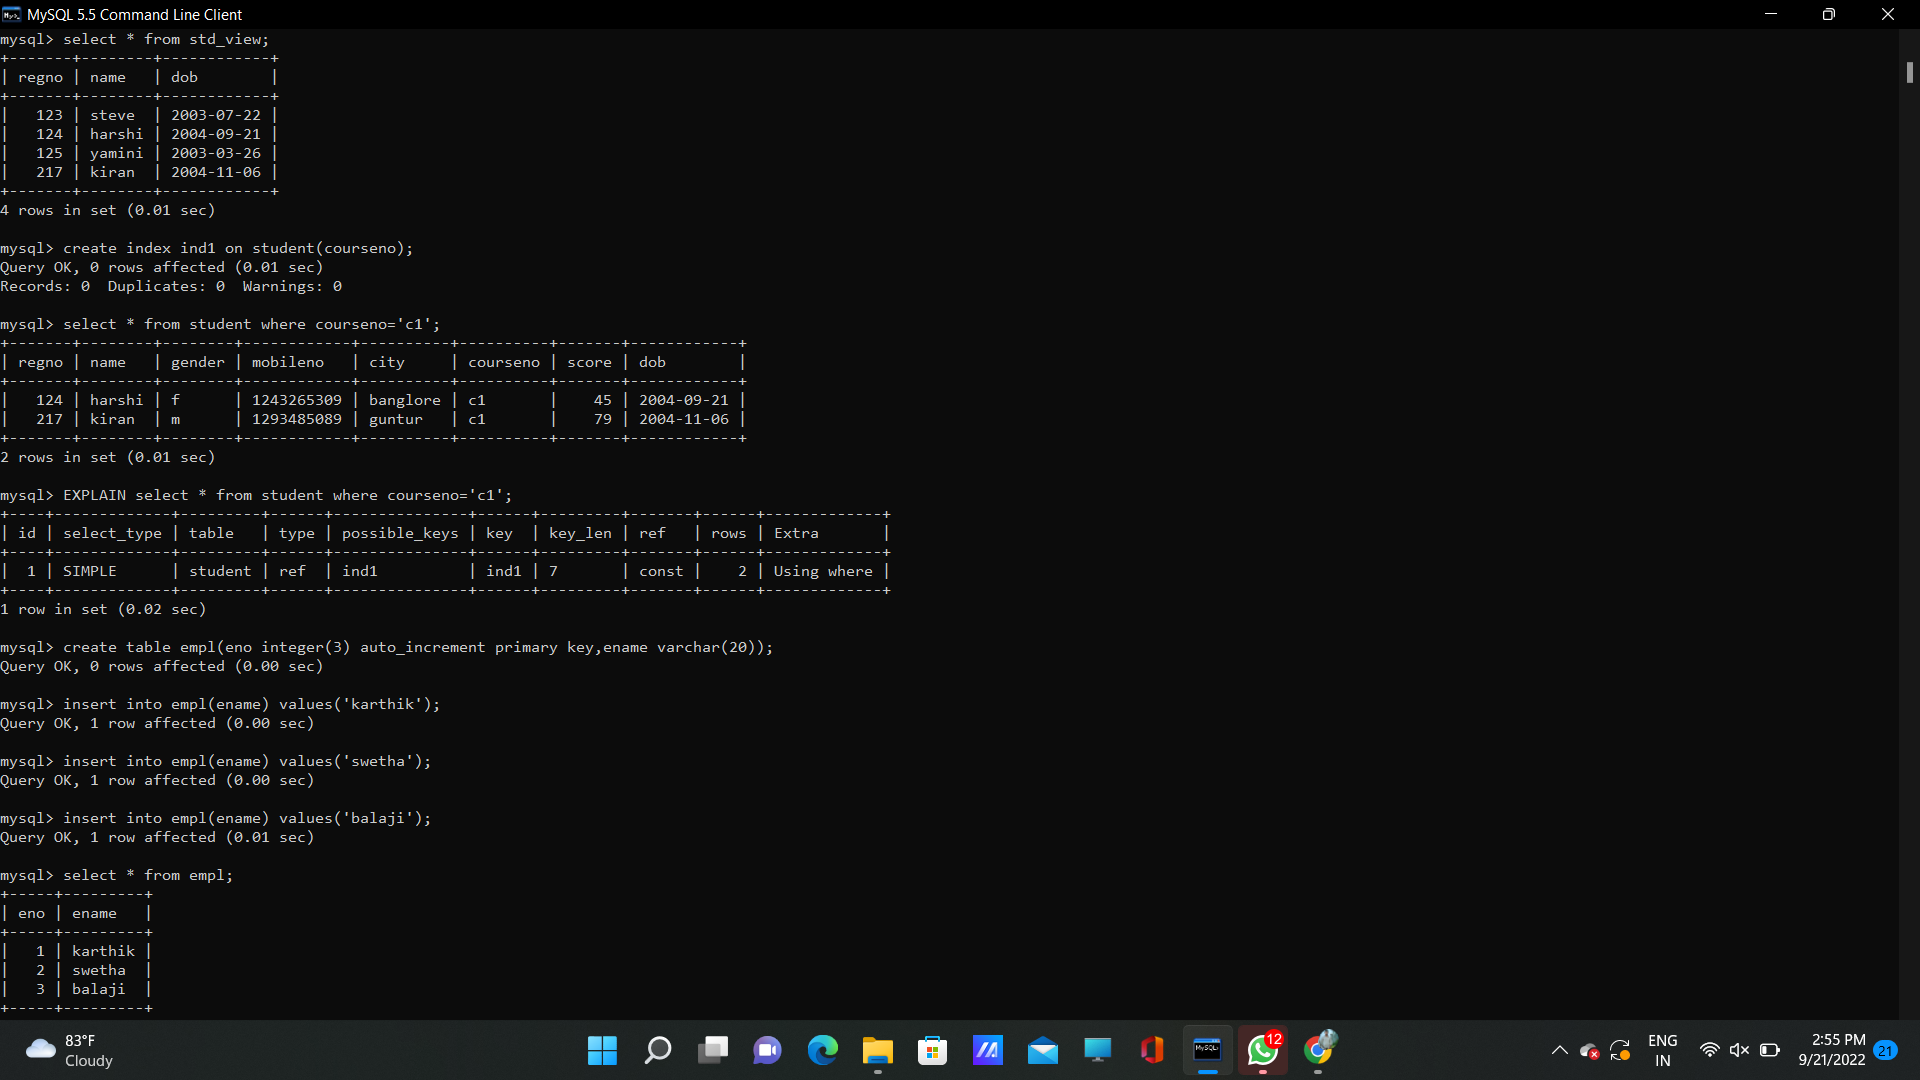 MySQL 5.5 Command Line Client
mysql> select * from std_view;
+-------+--------+------------+
| regno | name   | dob        |
+-------+--------+------------+
|   123 | steve  | 2003-07-22 |
|   124 | harshi | 2004-09-21 |
|   125 | yamini | 2003-03-26 |
|   217 | kiran  | 2004-11-06 |
+-------+--------+------------+
4 rows in set (0.01 sec)

mysql> create index ind1 on student(courseno);
Query OK, 0 rows affected (0.01 sec)
Records: 0  Duplicates: 0  Warnings: 0

mysql> select * from student where courseno='c1';
+-------+--------+--------+------------+----------+----------+-------+------------+
| regno | name   | gender | mobileno   | city     | courseno | score | dob        |
+-------+--------+--------+------------+----------+----------+-------+------------+
|   124 | harshi | f      | 1243265309 | banglore | c1       |    45 | 2004-09-21 |
|   217 | kiran  | m      | 1293485089 | guntur   | c1       |    79 | 2004-11-06 |
+-------+--------+--------+------------+----------+----------+-------+------------+
2 rows in set (0.01 sec)

mysql> EXPLAIN select * from student where courseno='c1';
+----+-------------+---------+------+---------------+------+---------+-------+------+-------------+
| id | select_type | table   | type | possible_keys | key  | key_len | ref   | rows | Extra       |
+----+-------------+---------+------+---------------+------+---------+-------+------+-------------+
|  1 | SIMPLE      | student | ref  | ind1          | ind1 | 7       | const |    2 | Using where |
+----+-------------+---------+------+---------------+------+---------+-------+------+-------------+
1 row in set (0.02 sec)

mysql> create table empl(eno integer(3) auto_increment primary key,ename varchar(20));
Query OK, 0 rows affected (0.00 sec)

mysql> insert into empl(ename) values('karthik');
Query OK, 1 row affected (0.00 sec)

mysql> insert into empl(ename) values('swetha');
Query OK, 1 row affected (0.00 sec)

mysql> insert into empl(ename) values('balaji');
Query OK, 1 row affected (0.01 sec)

mysql> select * from empl;
+-----+---------+
| eno | ename   |
+-----+---------+
|   1 | karthik |
|   2 | swetha  |
|   3 | balaji  |
+-----+---------+
83°F
Cloudy
MySQL>
12
ENG
IN
2:55 PM
9/21/2022
21